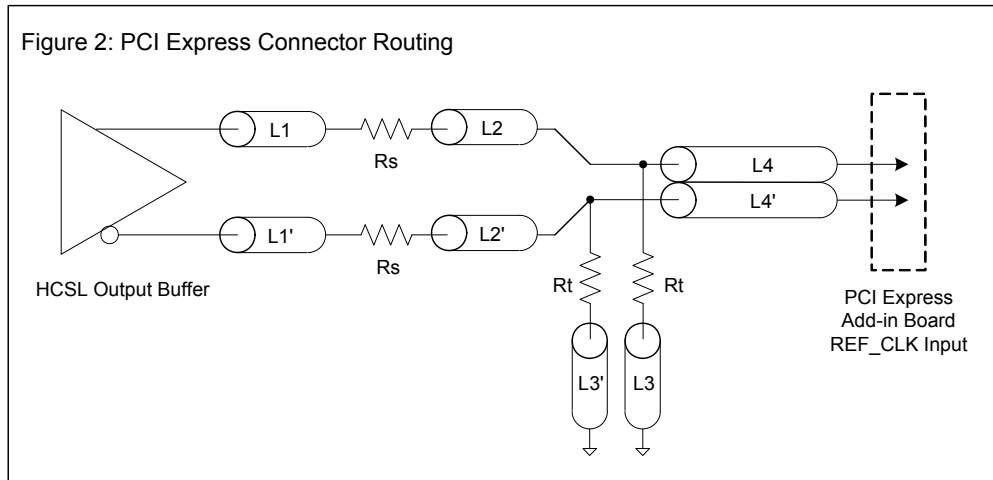 Figure 2: PCI Express Connector Routing
L1
Rs
L2
L4
L4'
L1'
Rs
L2'
HCSL Output Buffer
Rt
Rt
L3'
L3
PCI Express
Add-in Board
REF_CLK Input